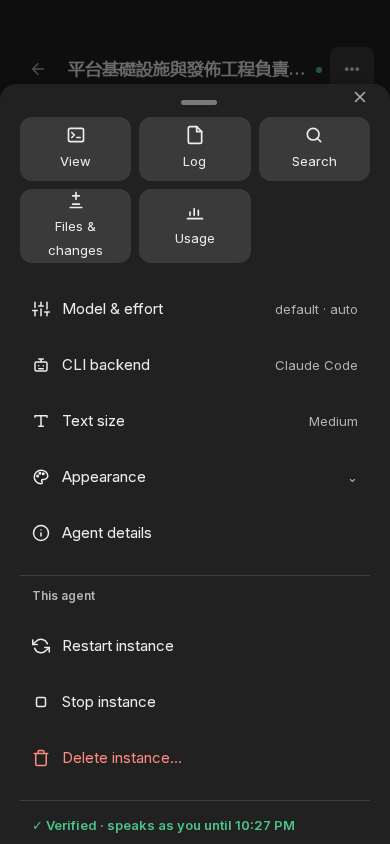 平台基礎設施與發佈工程負責...
View
Log
Search
Files &
changes
Usage
Model & effort
default · auto
CLI backend
Claude Code
Text size
Medium
Appearance
Agent details
This agent
Restart instance
Stop instance
Delete instance...
✓ Verified · speaks as you until 10:27 PM